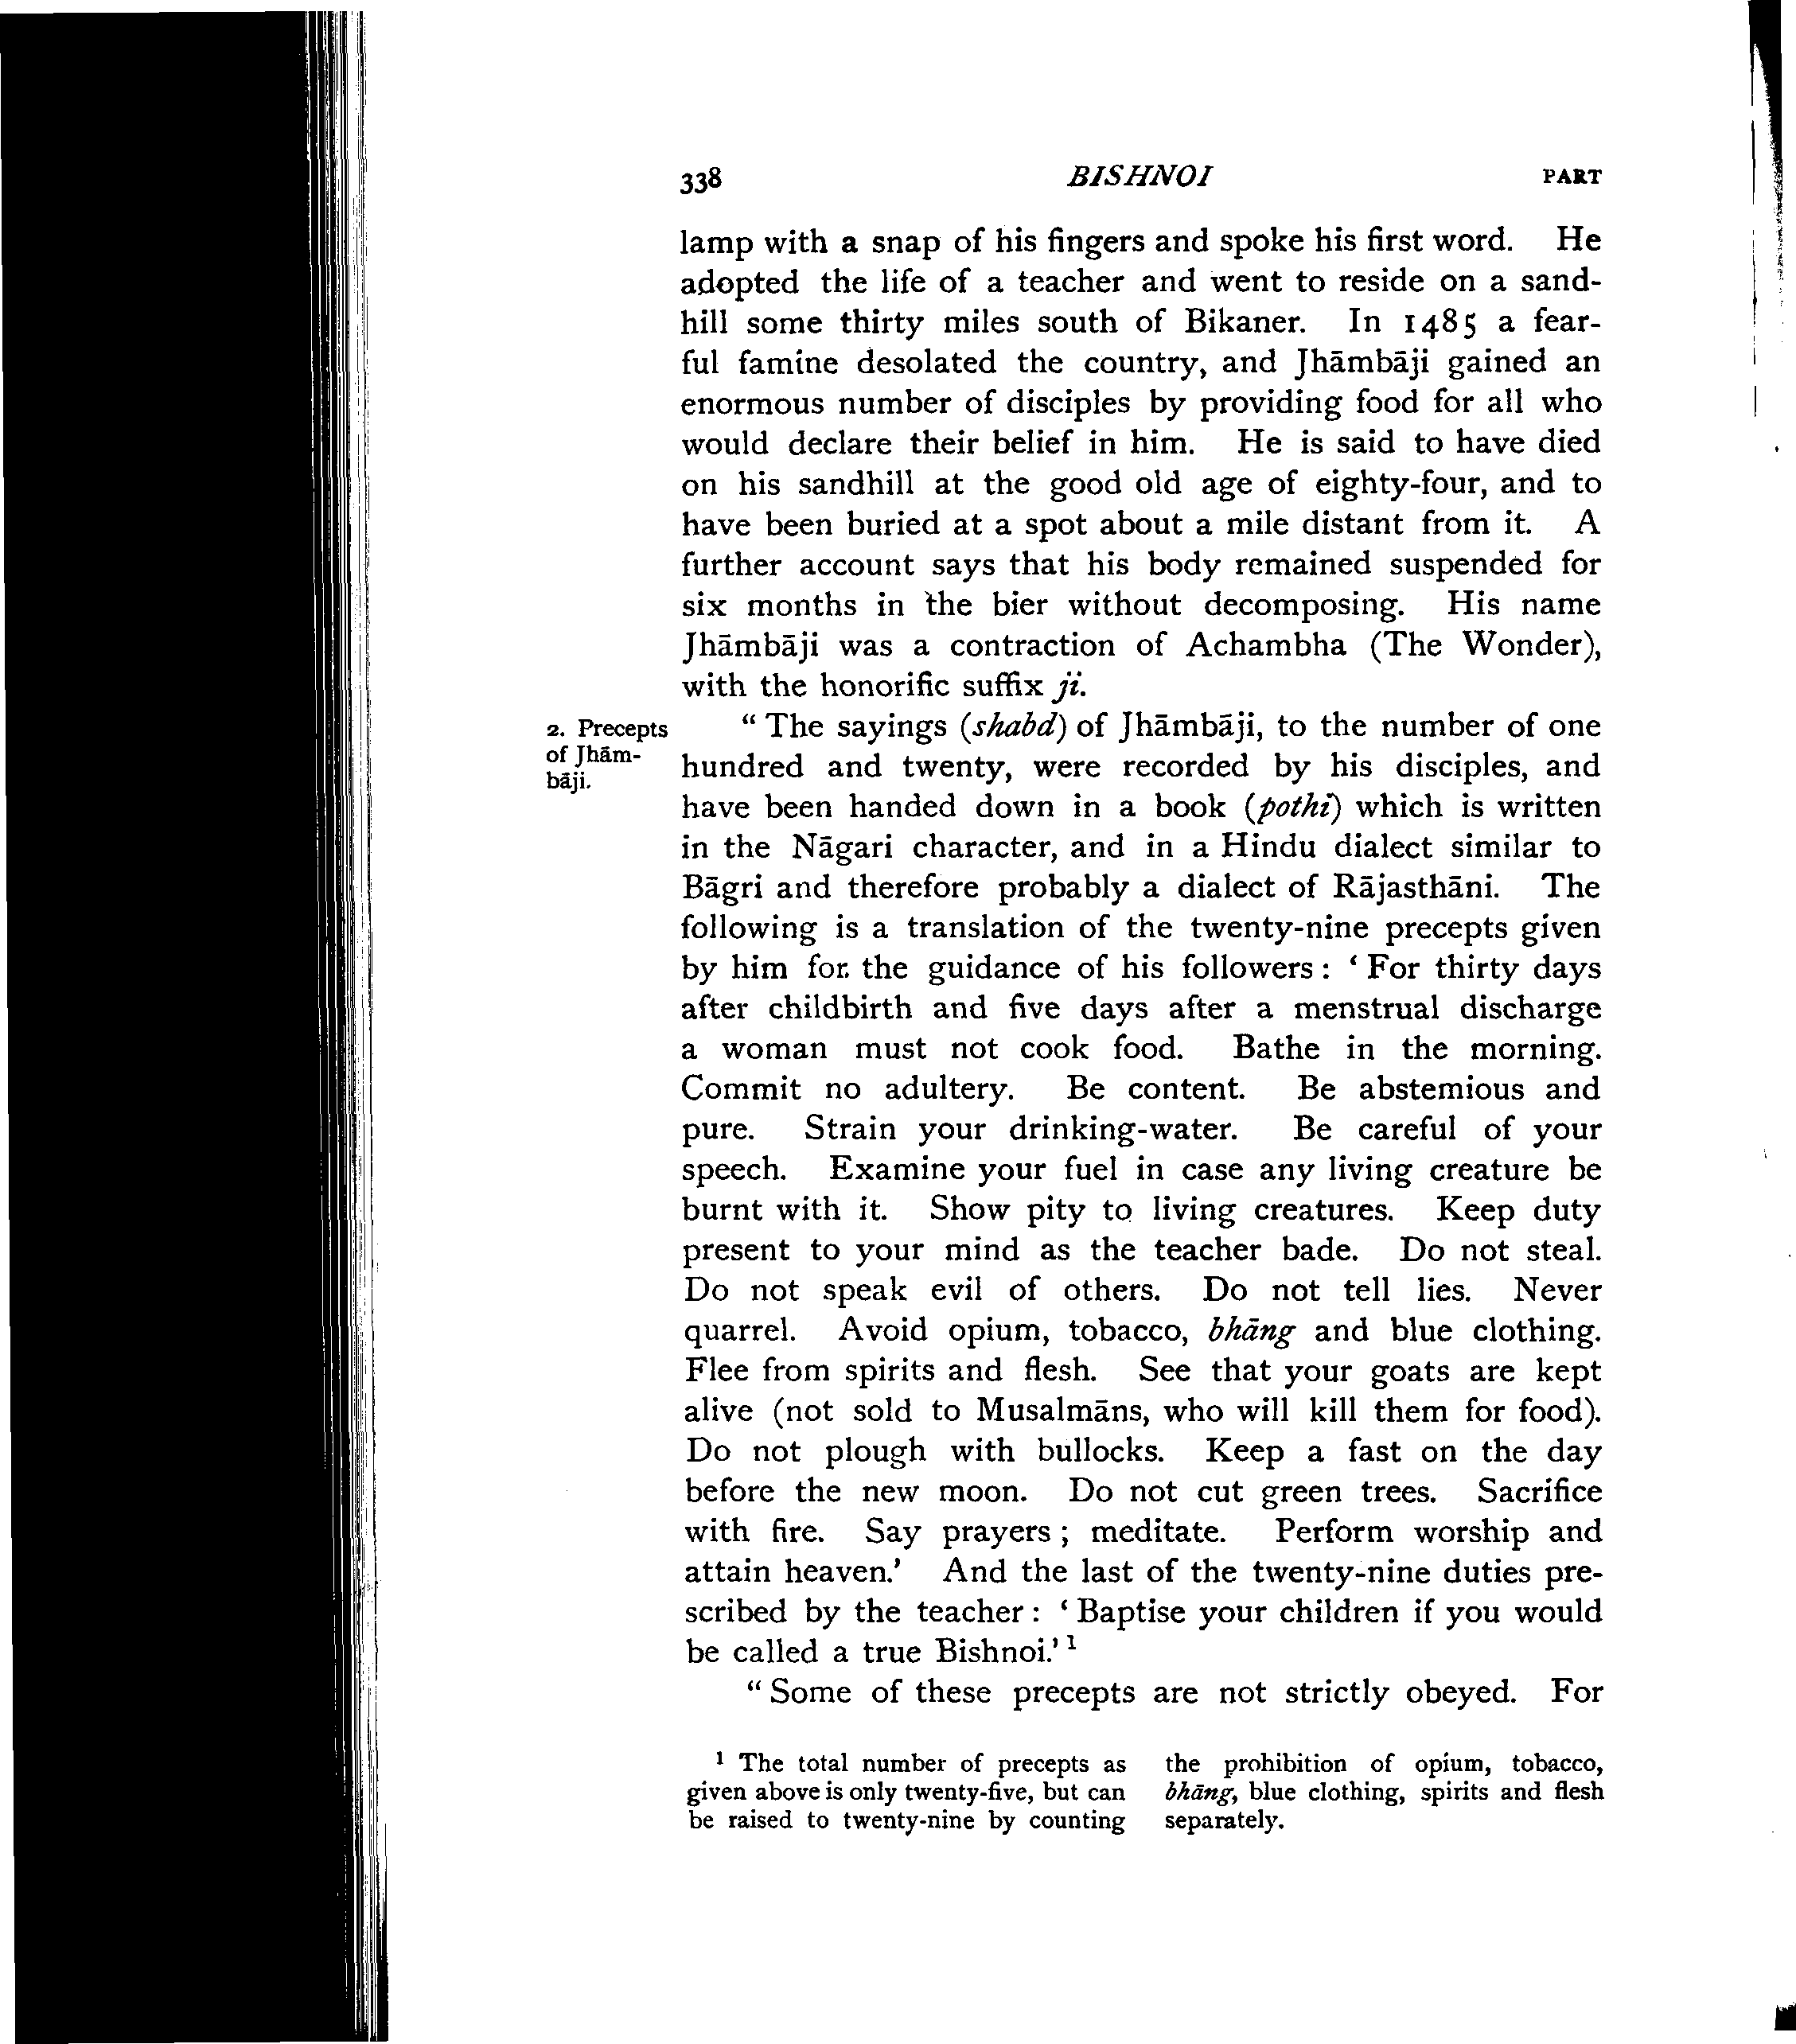 338 BISHNOI PART
lamp with a snap of his fingers and spoke his first word. He
adopted the life of a teacher and went to reside on a sand-
hill some thirty miles south of Bikaner. In 1485 a fear-
ful famine desolated the country, and Jhāmbāji gained an
enormous number of disciples by providing food for all who
would declare their belief in him. He is said to have died
on his sandhill at the good old age of eighty-four, and to
have been buried at a spot about a mile distant from it. A
further account says that his body remained suspended for
six months in the bier without decomposing. His name
Jhāmbāji was a contraction of Achambha (The Wonder),
with the honorific suffix ji.
2. Precepts
of Jhām-
bāji.
“The sayings (shabd) of Jhāmbāji, to the number of one
hundred and twenty, were recorded by his disciples, and
have been handed down in a book (pothi) which is written
in the Nāgari character, and in a Hindu dialect similar to
Bāgri and therefore probably a dialect of Rājasthāni. The
following is a translation of the twenty-nine precepts given
by him for the guidance of his followers: ‘For thirty days
after childbirth and five days after a menstrual discharge
a woman must not cook food. Bathe in the morning.
Commit no adultery. Be content. Be abstemious and
pure. Strain your drinking-water. Be careful of your
speech. Examine your fuel in case any living creature be
burnt with it. Show pity to living creatures. Keep duty
present to your mind as the teacher bade. Do not steal.
Do not speak evil of others. Do not tell lies. Never
quarrel. Avoid opium, tobacco, bhāng and blue clothing.
Flee from spirits and flesh. See that your goats are kept
alive (not sold to Musalmāns, who will kill them for food).
Do not plough with bullocks. Keep a fast on the day
before the new moon. Do not cut green trees. Sacrifice
with fire. Say prayers; meditate. Perform worship and
attain heaven.’ And the last of the twenty-nine duties pre-
scribed by the teacher: ‘Baptise your children if you would
be called a true Bishnoi.’ 1
“Some of these precepts are not strictly obeyed. For
1 The total number of precepts as
given above is only twenty-five, but can
be raised to twenty-nine by counting
the prohibition of opium, tobacco,
bhāng, blue clothing, spirits and flesh
separately.